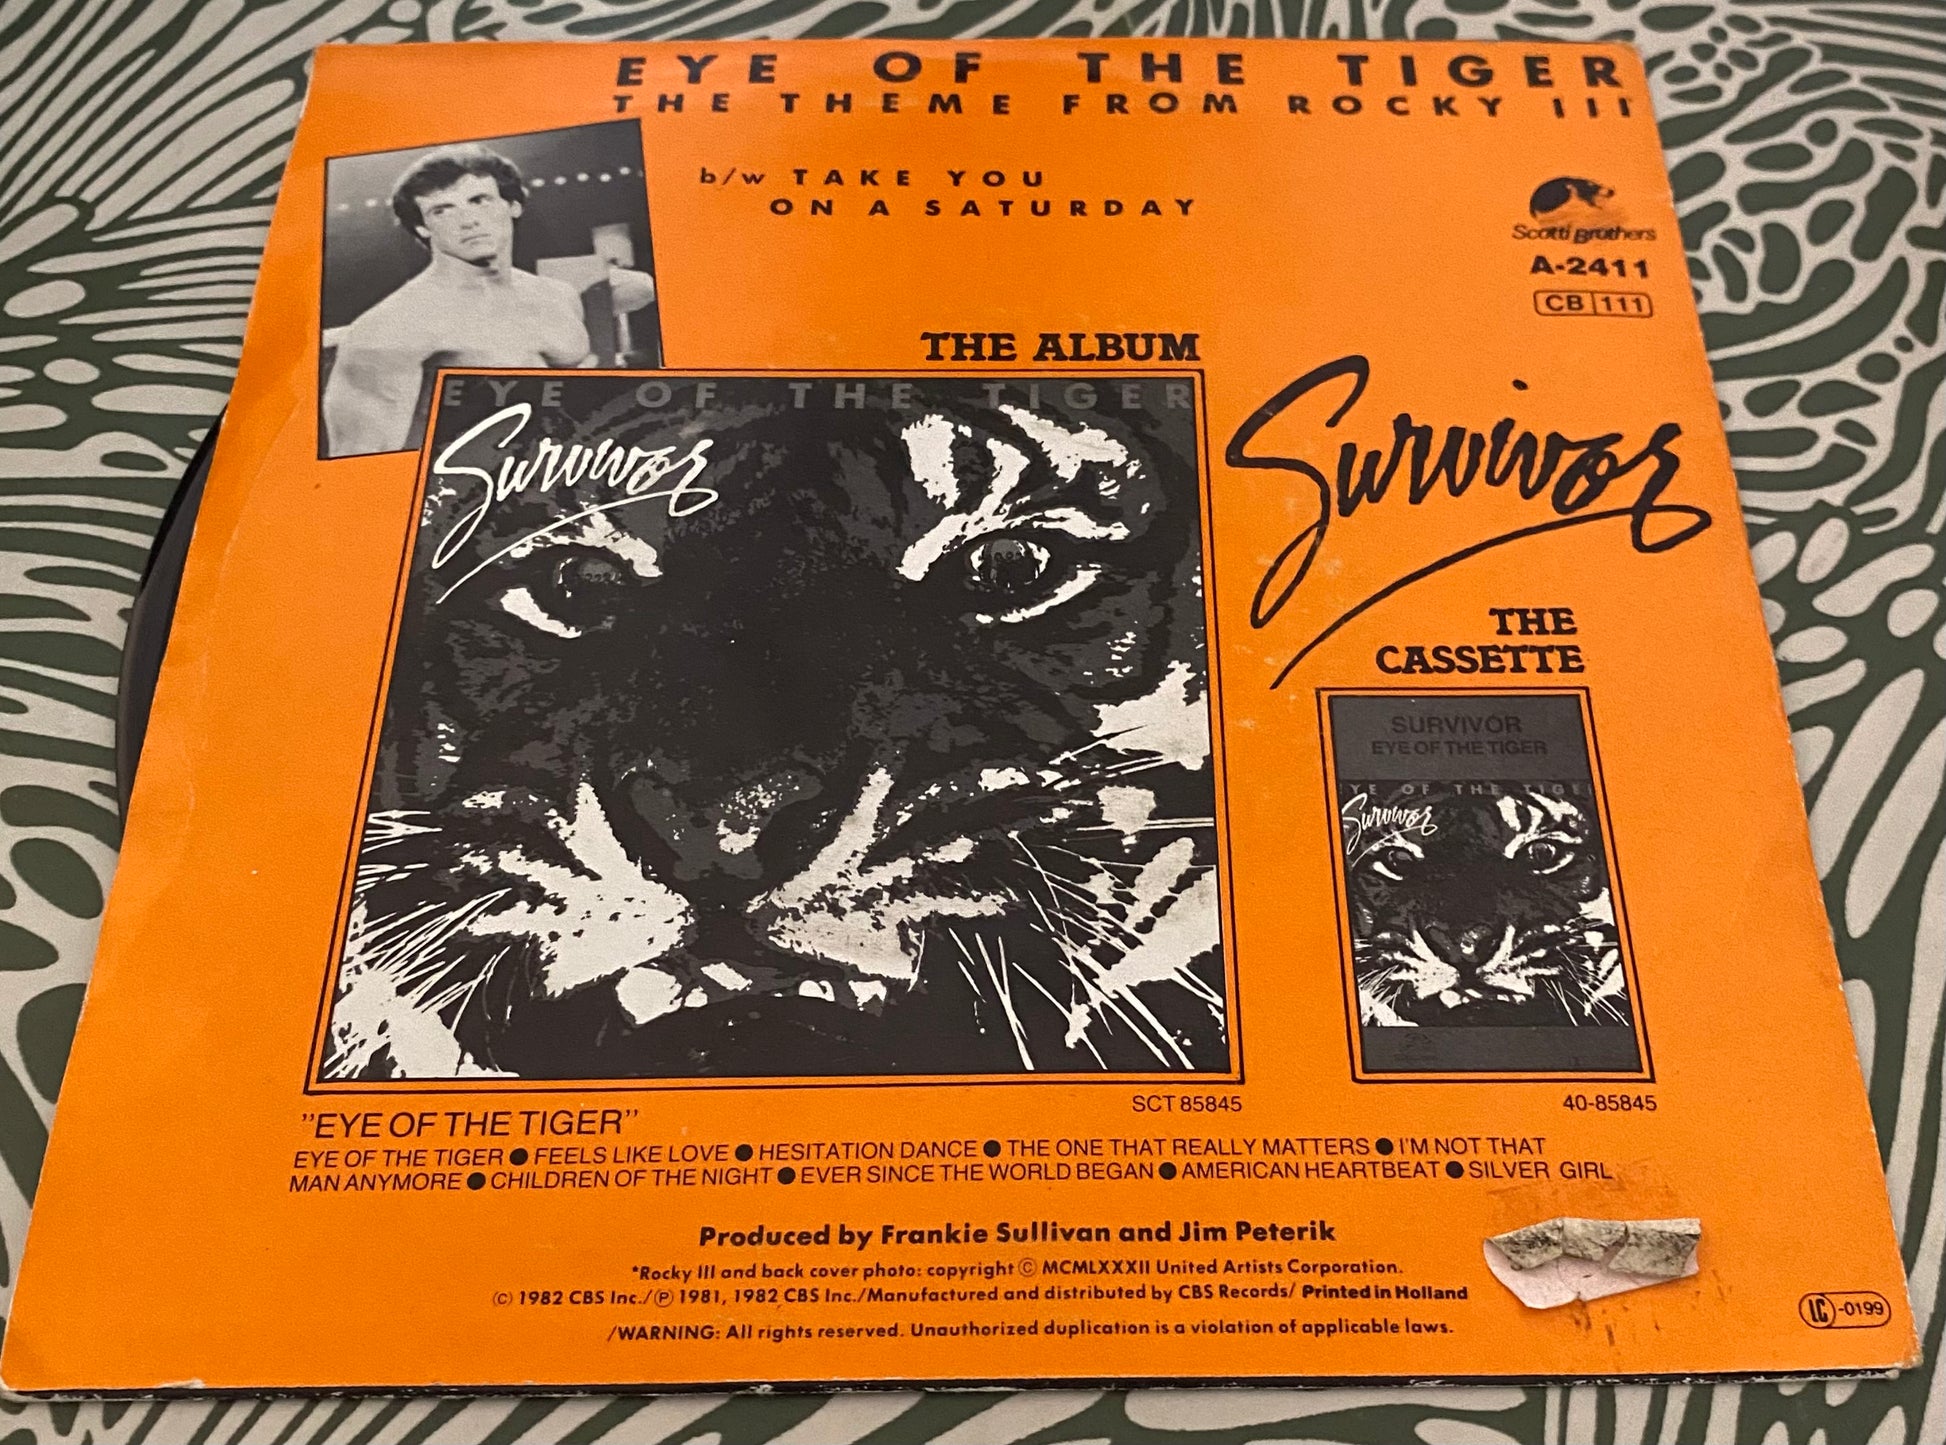 EYE OF THE TIGER
THE THEME FROM ROCKY III
b/w TAKE YOU
ON A SATURDAY
Scotti Brothers
A-2411
CB 111
THE ALBUM
EYE OF THE TIGER
Survivor
Survivor
THE
CASSETTE
SURVIVOR
EYE OF THE TIGER
YE OF THE TIGE
Survivor
SCT 85845
40-85845
"EYE OF THE TIGER"
EYE OF THE TIGER ● FEELS LIKE LOVE ● HESITATION DANCE ● THE ONE THAT REALLY MATTERS ● I'M NOT THAT
MAN ANYMORE ● CHILDREN OF THE NIGHT ● EVER SINCE THE WORLD BEGAN ● AMERICAN HEARTBEAT ● SILVER GIRL
Produced by Frankie Sullivan and Jim Peterik
*Rocky III and back cover photo: copyright © MCMLXXXII United Artists Corporation.
(C) 1982 CBS Inc./Ⓟ 1981, 1982 CBS Inc./Manufactured and distributed by CBS Records/ Printed in Holland
/WARNING: All rights reserved. Unauthorized duplication is a violation of applicable laws.
LC-0199